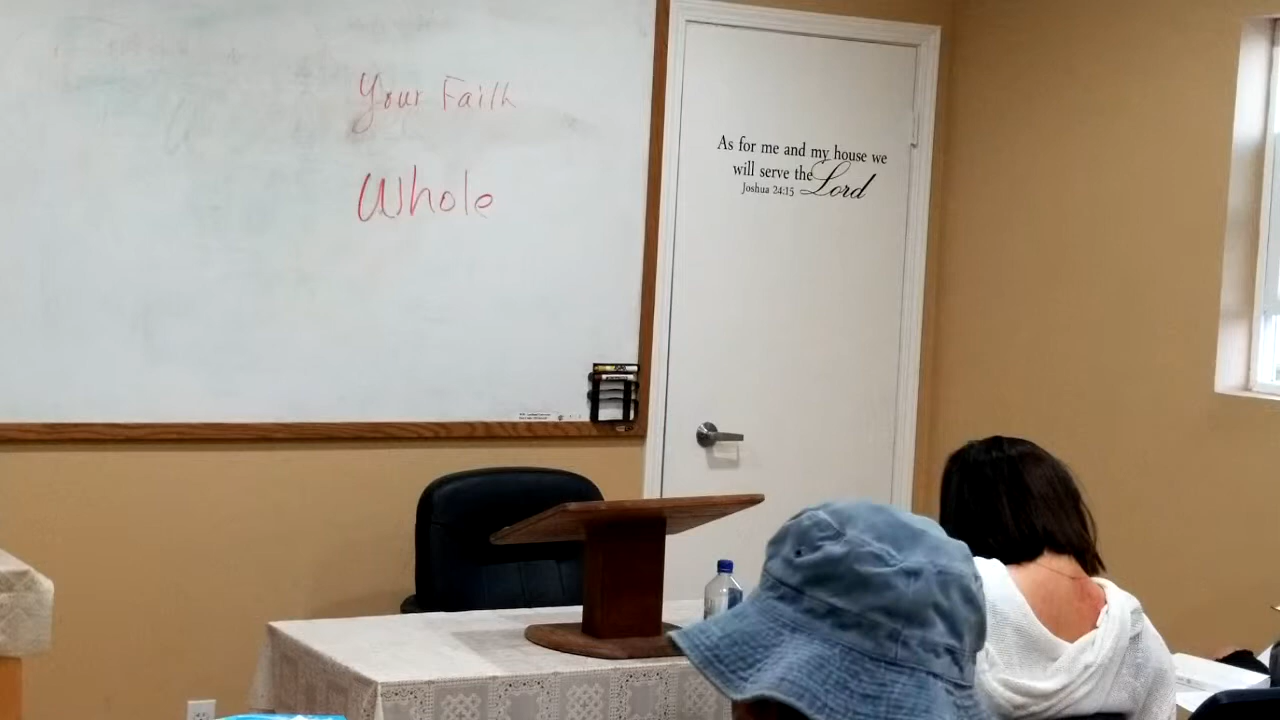 Your Faith
Whole
As for me and my house we
will serve the Lord
Joshua 24:15